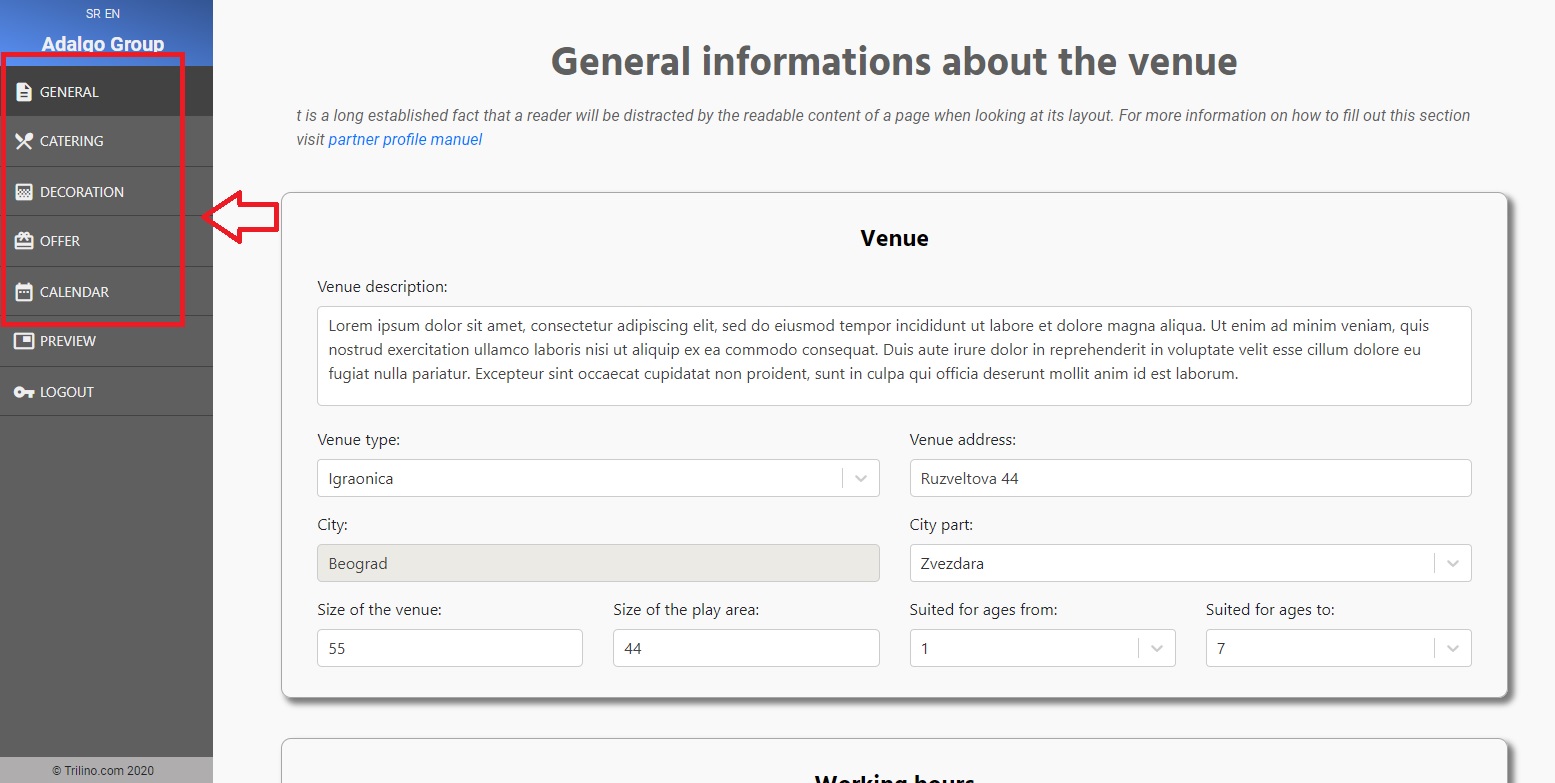 SR EN
Adalgo Group
GENERAL
CATERING
DECORATION
OFFER
CALENDAR
PREVIEW
LOGOUT
© Trilino.com 2020
General informations about the venue
t is a long established fact that a reader will be distracted by the readable content of a page when looking at its layout. For more information on how to fill out this section
visit partner profile manuel
Venue
Venue description:
Lorem ipsum dolor sit amet, consectetur adipiscing elit, sed do eiusmod tempor incididunt ut labore et dolore magna aliqua. Ut enim ad minim veniam, quis
nostrud exercitation ullamco laboris nisi ut aliquip ex ea commodo consequat. Duis aute irure dolor in reprehenderit in voluptate velit esse cillum dolore eu
fugiat nulla pariatur. Excepteur sint occaecat cupidatat non proident, sunt in culpa qui officia deserunt mollit anim id est laborum.
Venue type:
Igraonica
Venue address:
Ruzveltova 44
City:
Beograd
City part:
Zvezdara
Size of the venue:
55
Size of the play area:
44
Suited for ages from:
1
Suited for ages to:
7
Working hours